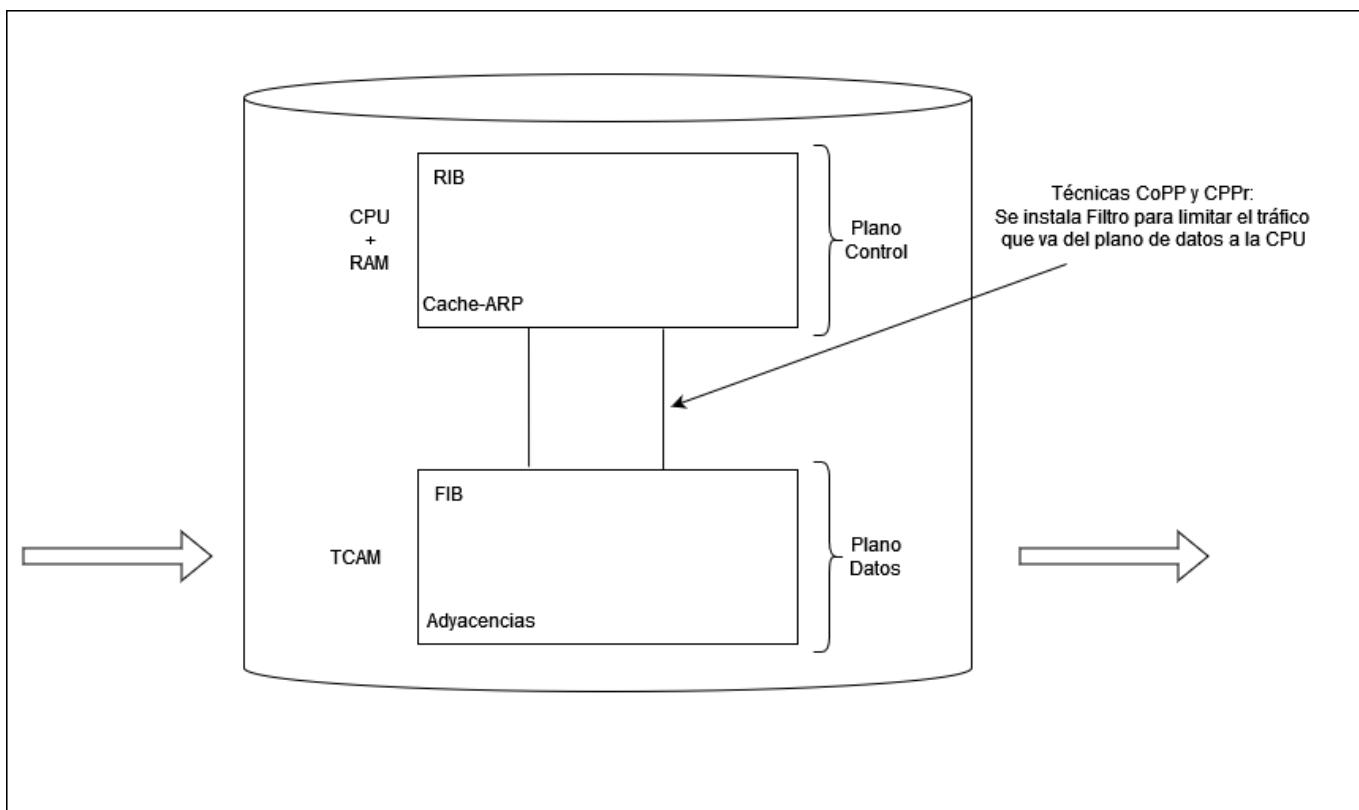 RIB
CPU
+
RAM
Cache-ARP
Plano
Control
Técnicas CoPP y CPPr:
Se instala Filtro para limitar el tráfico
que va del plano de datos a la CPU
FIB
TCAM
Adyacencias
Plano
Datos